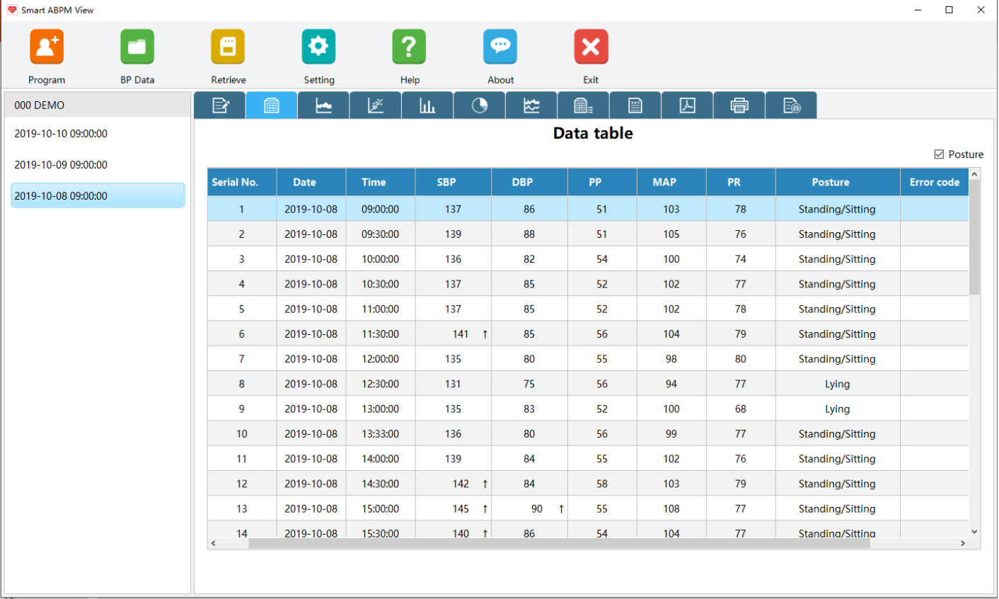 Smart ABPM View
Program BP Data Retrieve Setting Help About Exit
000 DEMO
2019-10-10 09:00:00
2019-10-09 09:00:00
2019-10-08 09:00:00
Data table
Posture
Serial No. Date Time SBP DBP PP MAP PR Posture Error code
1 2019-10-08 09:00:00 137 86 51 103 78 Standing/Sitting
2 2019-10-08 09:30:00 139 88 51 105 76 Standing/Sitting
3 2019-10-08 10:00:00 136 82 54 100 74 Standing/Sitting
4 2019-10-08 10:30:00 137 85 52 102 77 Standing/Sitting
5 2019-10-08 11:00:00 137 85 52 102 78 Standing/Sitting
6 2019-10-08 11:30:00 141 ↑ 85 56 104 79 Standing/Sitting
7 2019-10-08 12:00:00 135 80 55 98 80 Standing/Sitting
8 2019-10-08 12:30:00 131 75 56 94 77 Lying
9 2019-10-08 13:00:00 135 83 52 100 68 Lying
10 2019-10-08 13:33:00 136 80 56 99 77 Standing/Sitting
11 2019-10-08 14:00:00 139 84 55 102 76 Standing/Sitting
12 2019-10-08 14:30:00 142 ↑ 84 58 103 79 Standing/Sitting
13 2019-10-08 15:00:00 145 ↑ 90 ↑ 55 108 77 Standing/Sitting
14 2019-10-08 15:30:00 140 ↑ 86 54 104 77 Standing/Sitting